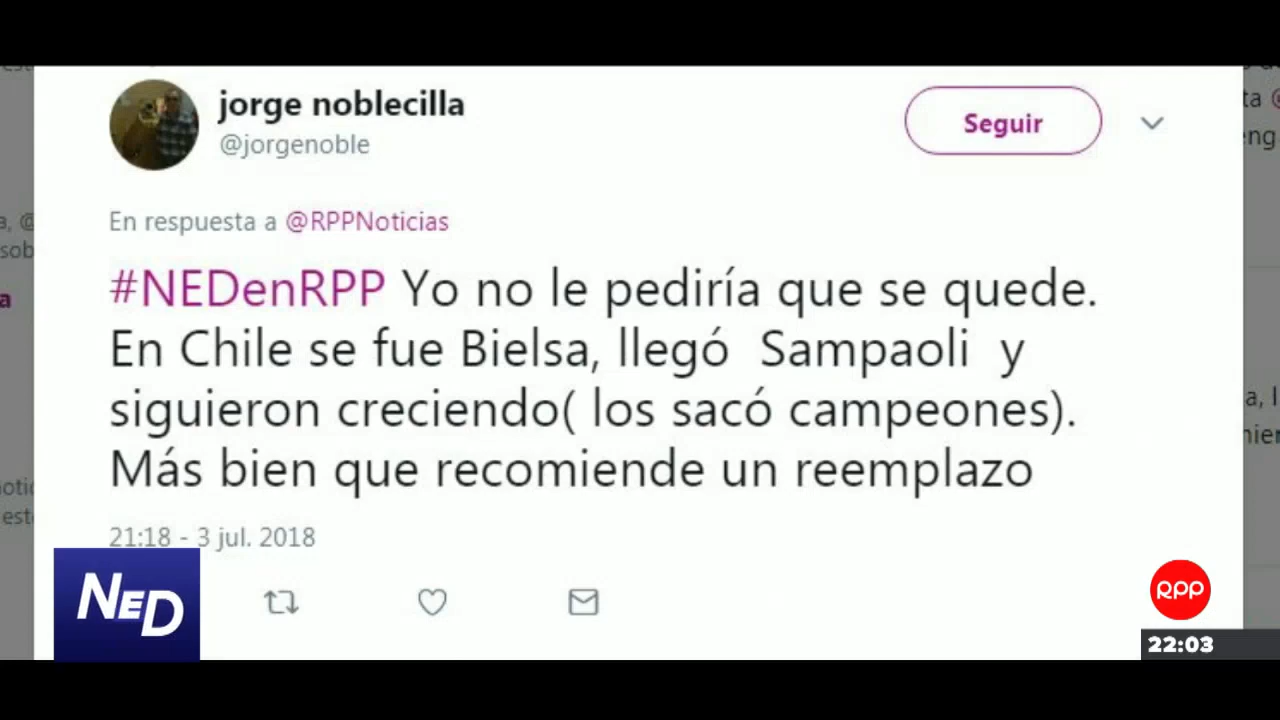 jorge noblecilla
@jorgenoble
Seguir
En respuesta a @RPPNoticias
#NEDenRPP Yo no le pediría que se quede.
En Chile se fue Bielsa, llegó Sampaoli y
siguieron creciendo( los sacó campeones).
Más bien que recomiende un reemplazo
21:18 - 3 jul. 2018
NED
RPP
22:03